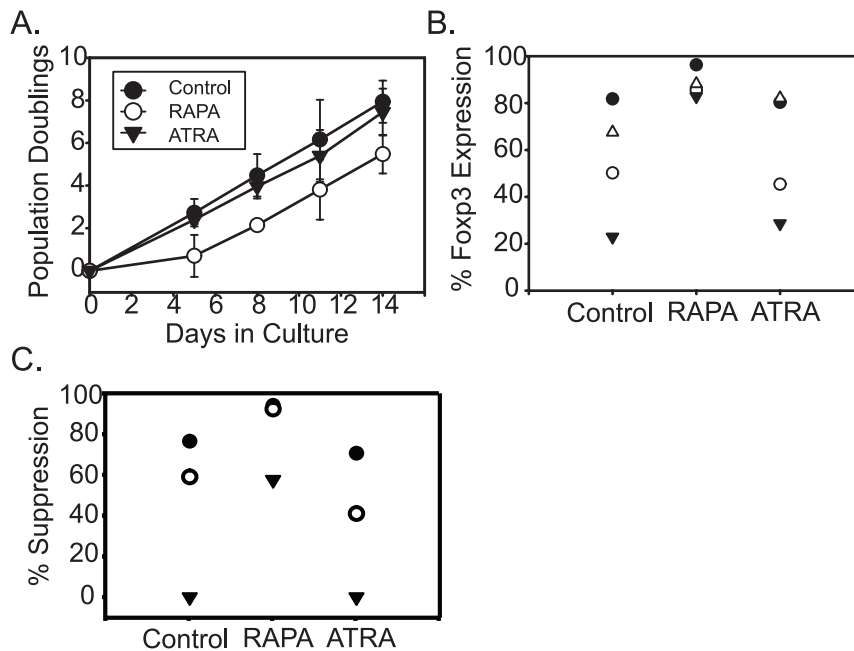 A.
Population Doublings
10
8
6
4
2
0
0 2 4 6 8 10 12 14
Days in Culture
Control
RAPA
ATRA
B.
% Foxp3 Expression
100
80
60
40
20
0
Control RAPA ATRA
C.
% Suppression
100
80
60
40
20
0
Control RAPA ATRA